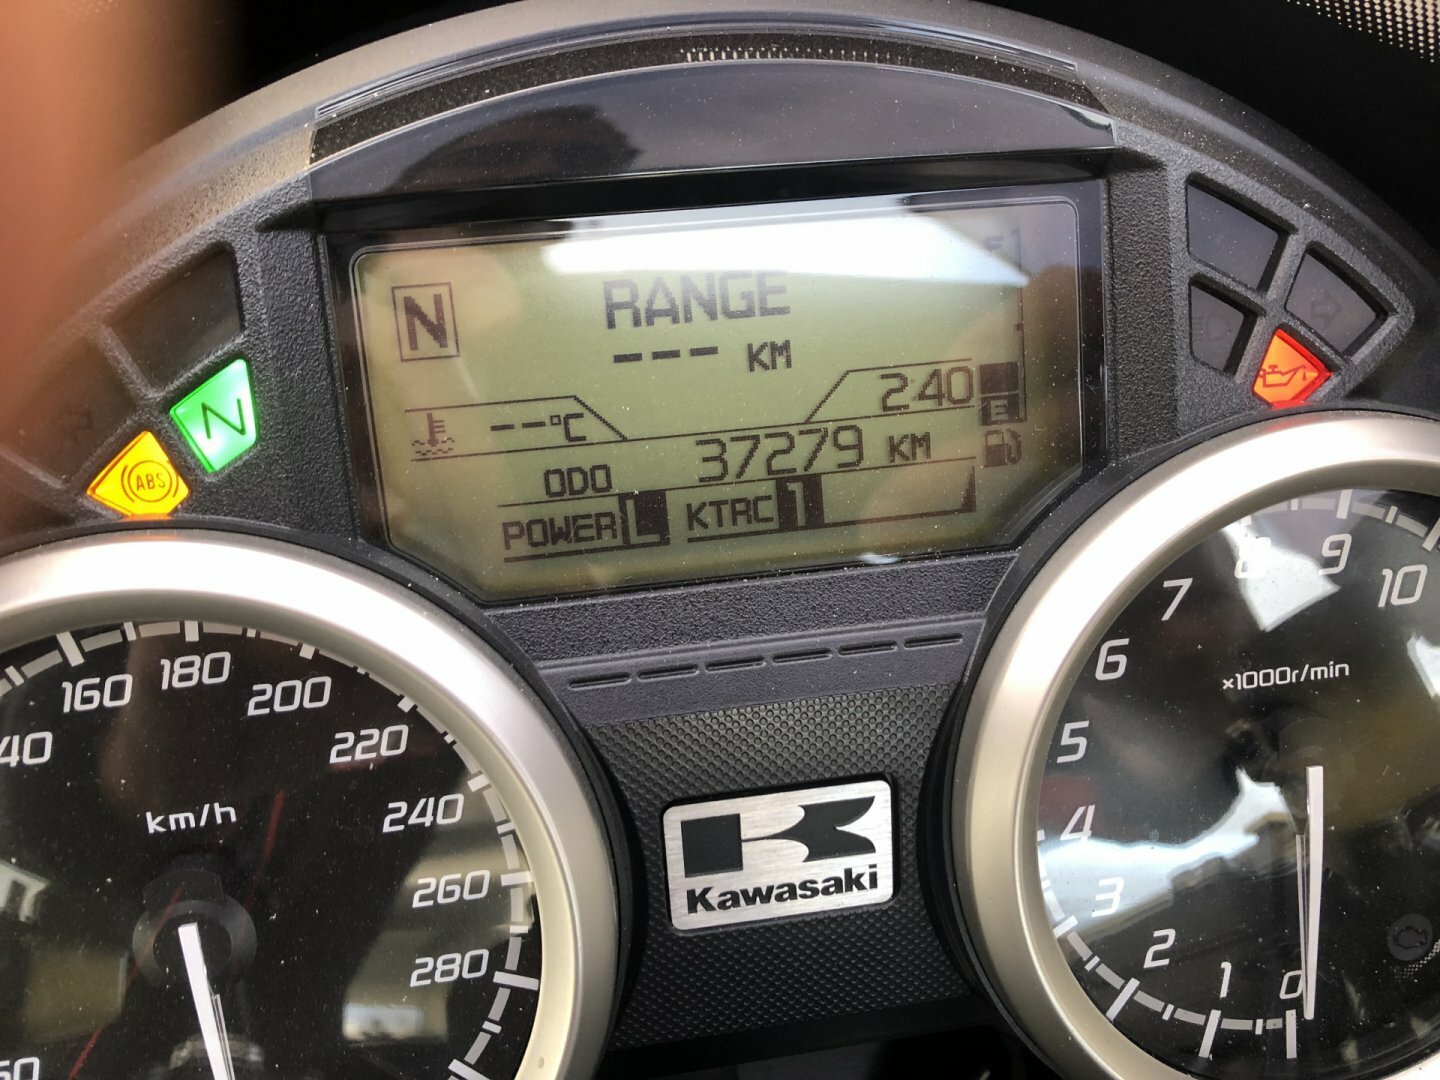 N
RANGE
--- KM
--°C
2:40
E
ODO 37279 KM
POWER L KTRC 1
N
ABS
160 180 200 220 240 260 280
km/h
Kawasaki
0 1 2 3 4 5 6 7 8 9 10
×1000r/min